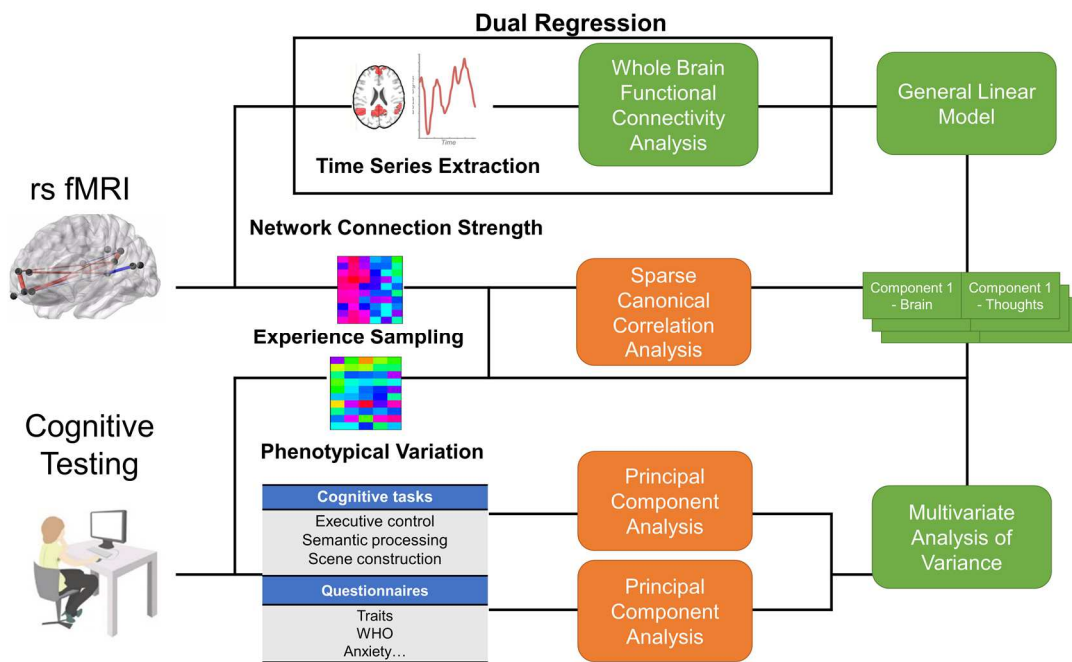 Dual Regression
Whole Brain
Functional
Connectivity
Analysis
General Linear
Model
Time
Time Series Extraction
rs fMRI
Network Connection Strength
Sparse
Canonical
Correlation
Analysis
Component 1
- Brain
Component 1
- Thoughts
Experience Sampling
Cognitive
Testing
Phenotypical Variation
Cognitive tasks
Executive control
Semantic processing
Scene construction
Questionnaires
Traits
WHO
Anxiety…
Principal
Component
Analysis
Principal
Component
Analysis
Multivariate
Analysis of
Variance